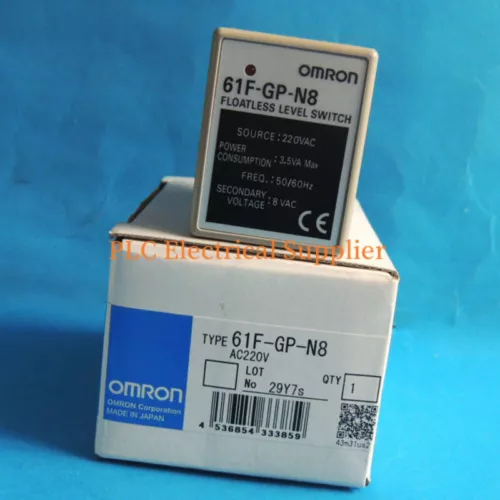 OMRON
61F-GP-N8
FLOATLESS LEVEL SWITCH
SOURCE : 220VAC
POWER
CONSUMPTION : 3.5VA Max
FREQ. : 50/60Hz
SECONDARY : 8 VAC
VOLTAGE
CE
PLC Electrical Supplier
TYPE 61F-GP-N8
AC220V
LOT
No 29Y7s
QTY 1
OMRON
OMRON Corporation
MADE IN JAPAN
4 536854 333859
43m31us2